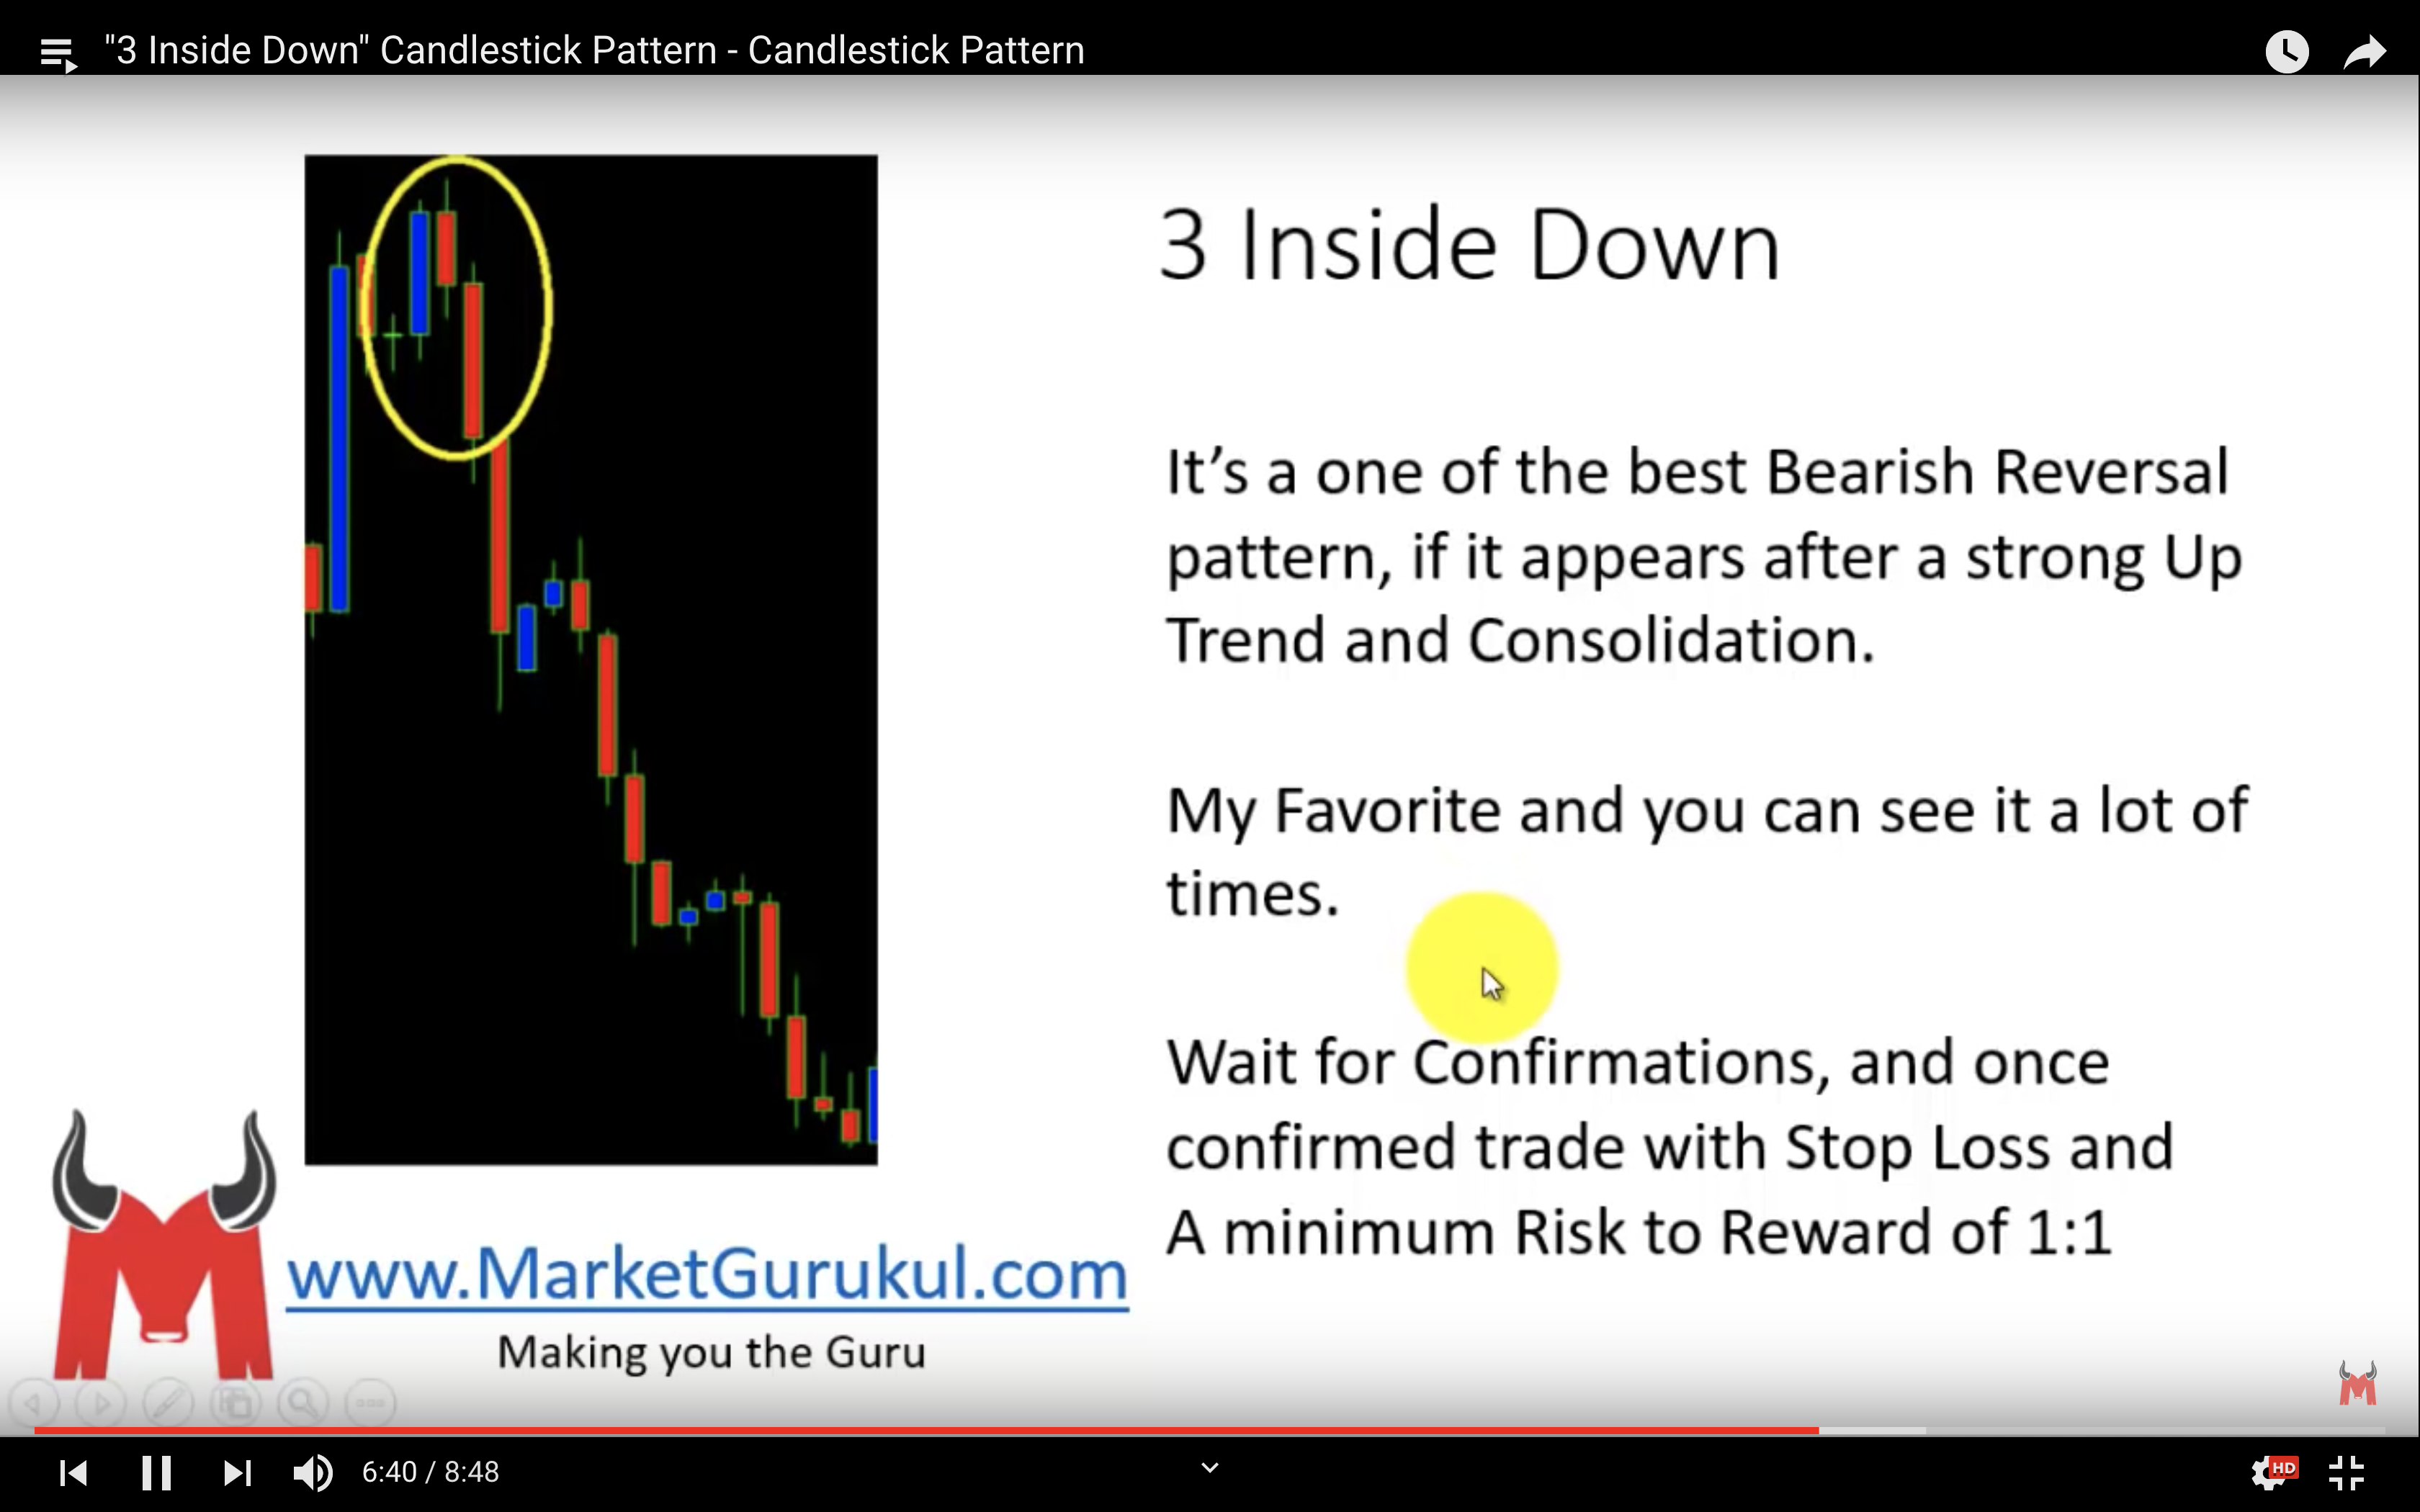 "3 Inside Down" Candlestick Pattern - Candlestick Pattern
3 Inside Down
It’s a one of the best Bearish Reversal
pattern, if it appears after a strong Up
Trend and Consolidation.
My Favorite and you can see it a lot of
times.
Wait for Confirmations, and once
confirmed trade with Stop Loss and
A minimum Risk to Reward of 1:1
www.MarketGurukul.com
Making you the Guru
6:40 / 8:48
HD